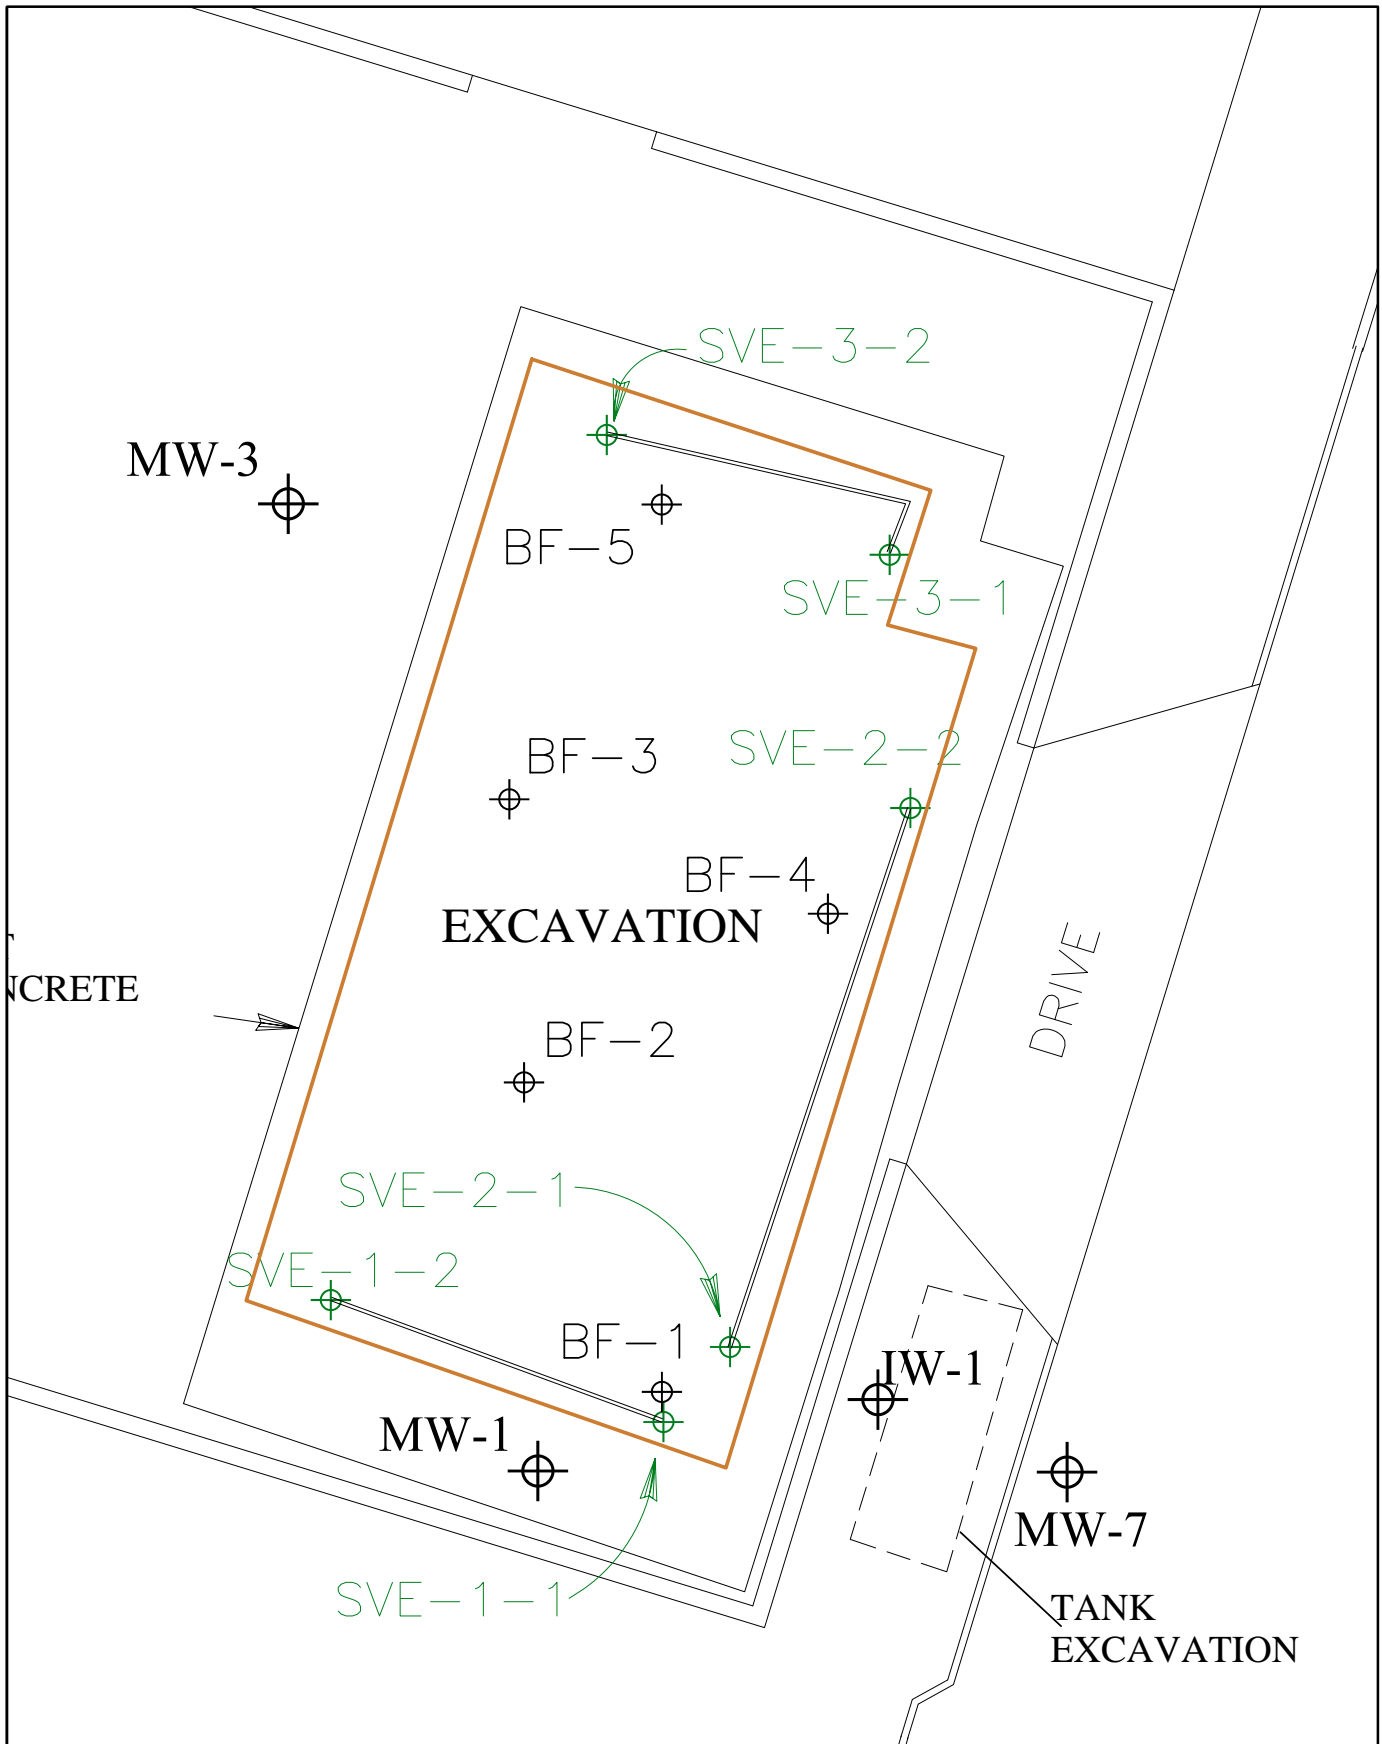 SVE-3-2
MW-3
BF-5
SVE-3-1
BF-3
SVE-2-2
BF-4
EXCAVATION
NCRETE
DRIVE
BF-2
SVE-2-1
SVE-1-2
BF-1
IW-1
MW-1
MW-7
SVE-1-1
TANK
EXCAVATION